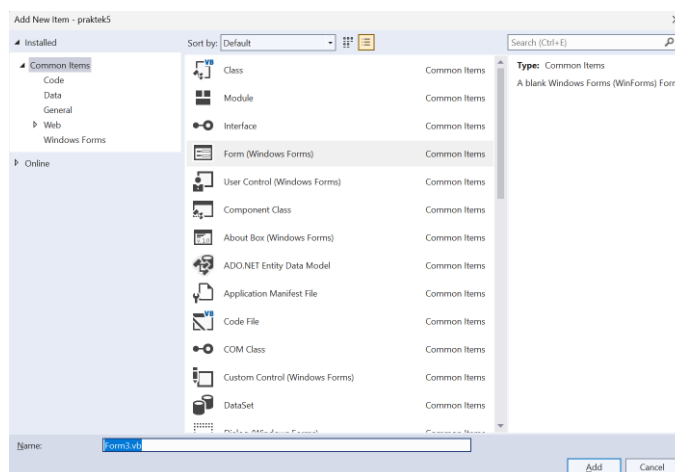 Add New Item - praktek5
Installed
Sort by: Default
Search (Ctrl+E)
Common Items
Code
Data
General
Web
Windows Forms
Online
Class Common Items
Module Common Items
Interface Common Items
Form (Windows Forms) Common Items
User Control (Windows Forms) Common Items
Component Class Common Items
About Box (Windows Forms) Common Items
ADO.NET Entity Data Model Common Items
Application Manifest File Common Items
Code File Common Items
COM Class Common Items
Custom Control (Windows Forms) Common Items
DataSet Common Items
Type: Common Items
A blank Windows Forms (WinForms) Form
Name: Form3.vb
Add Cancel